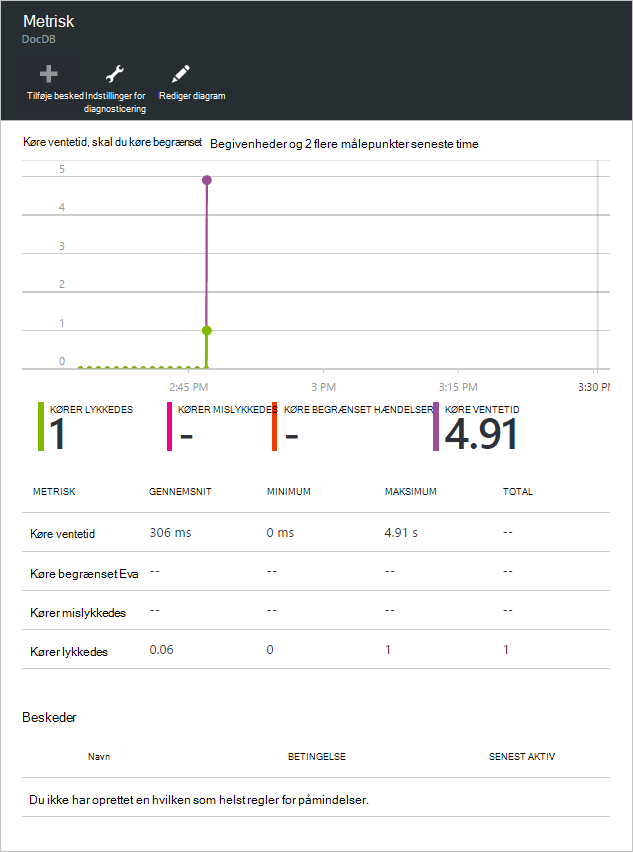 Metrisk
DocDB
Tilføje besked Indstillinger for diagnosticering Rediger diagram
Køre ventetid, skal du køre begrænset Begivenheder og 2 flere målepunkter seneste time
5
4
3
2
1
0
2:45 PM 3 PM 3:15 PM 3:30 PM
KØRER LYKKEDES KØRER MISLYKKEDES KØRE BEGRÆNSET HÆNDELSER KØRE VENTETID
1 - - 4.91
METRISK GENNEMSNIT MINIMUM MAKSIMUM TOTAL
Køre ventetid 306 ms 0 ms 4.91 s --
Køre begrænset Eva -- -- -- --
Kører mislykkedes -- -- -- --
Kører lykkedes 0.06 0 1 1
Beskeder
Navn BETINGELSE SENEST AKTIV
Du ikke har oprettet en hvilken som helst regler for påmindelser.